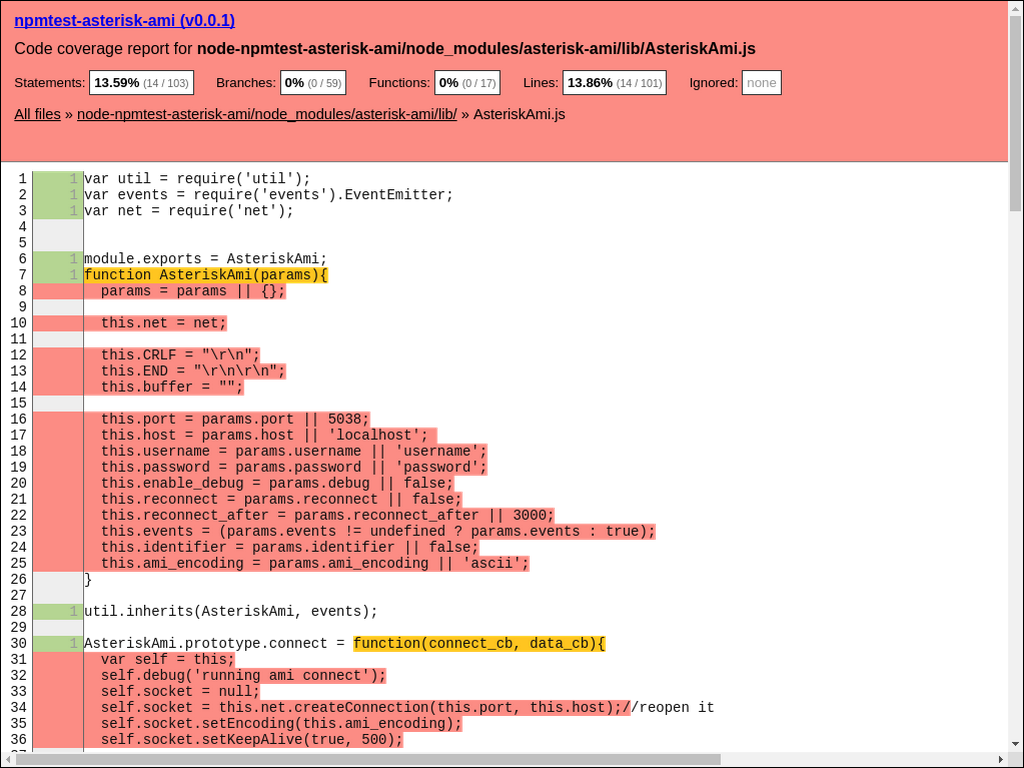 npmtest-asterisk-ami (v0.0.1)
Code coverage report for node-npmtest-asterisk-ami/node_modules/asterisk-ami/lib/AsteriskAmi.js
Statements: 13.59% (14 / 103) Branches: 0% (0 / 59) Functions: 0% (0 / 17) Lines: 13.86% (14 / 101) Ignored: none
All files » node-npmtest-asterisk-ami/node_modules/asterisk-ami/lib/ » AsteriskAmi.js
1 1 var util = require('util');
2 1 var events = require('events').EventEmitter;
3 1 var net = require('net');
4
5
6 1 module.exports = AsteriskAmi;
7 1 function AsteriskAmi(params){
8 params = params || {};
9
10 this.net = net;
11
12 this.CRLF = "\r\n";
13 this.END = "\r\n\r\n";
14 this.buffer = "";
15
16 this.port = params.port || 5038;
17 this.host = params.host || 'localhost';
18 this.username = params.username || 'username';
19 this.password = params.password || 'password';
20 this.enable_debug = params.debug || false;
21 this.reconnect = params.reconnect || false;
22 this.reconnect_after = params.reconnect_after || 3000;
23 this.events = (params.events != undefined ? params.events : true);
24 this.identifier = params.identifier || false;
25 this.ami_encoding = params.ami_encoding || 'ascii';
26 }
27
28 1 util.inherits(AsteriskAmi, events);
29
30 1 AsteriskAmi.prototype.connect = function(connect_cb, data_cb){
31 var self = this;
32 self.debug('running ami connect');
33 self.socket = null;
34 self.socket = this.net.createConnection(this.port, this.host);//reopen it
35 self.socket.setEncoding(this.ami_encoding);
36 self.socket.setKeepAlive(true, 500);